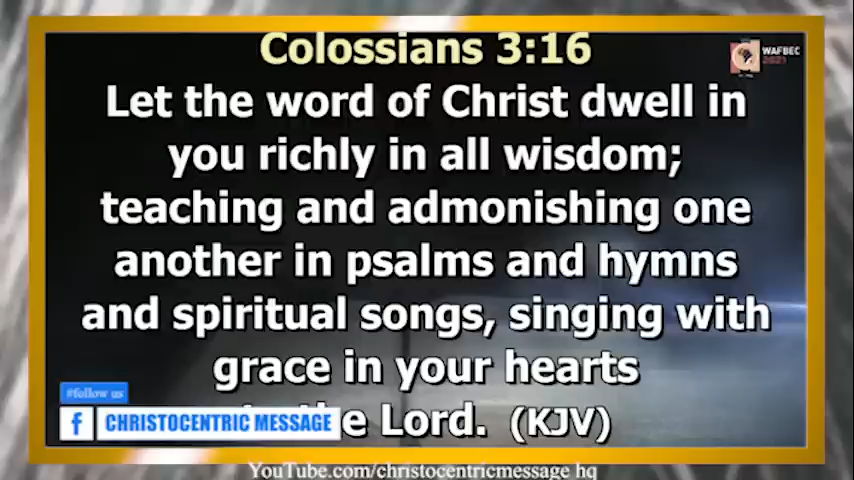 Colossians 3:16
WAFBEC
2021
Let the word of Christ dwell in
you richly in all wisdom;
teaching and admonishing one
another in psalms and hymns
and spiritual songs, singing with
grace in your hearts
#follow us
f CHRISTOCENTRIC MESSAGE
e Lord. (KJV)
YouTube.com/christocentricmessage hq